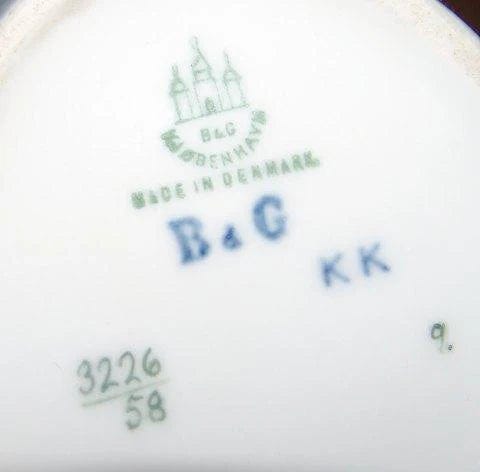 B&G
KJØBENHAVN
MADE IN DENMARK
B & G
KK
9.
3226
58